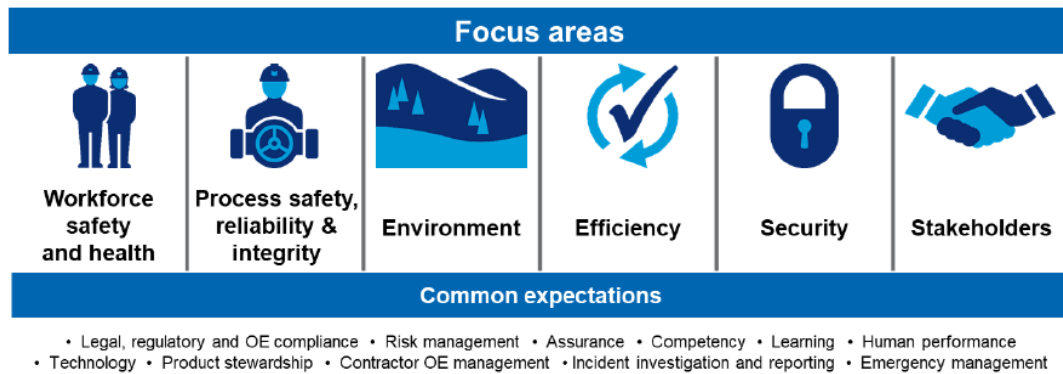 Focus areas
Workforce
safety
and health
Process safety,
reliability &
integrity
Environment
Efficiency
Security
Stakeholders
Common expectations
• Legal, regulatory and OE compliance • Risk management • Assurance • Competency • Learning • Human performance
• Technology • Product stewardship • Contractor OE management • Incident investigation and reporting • Emergency management